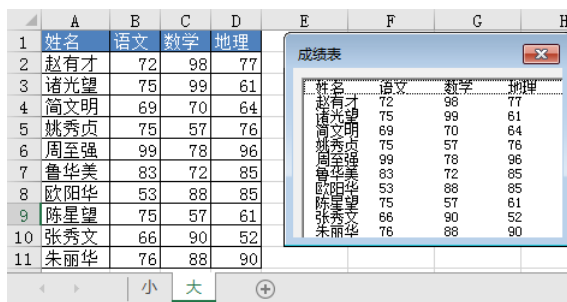 A B C D E F G H
1 姓名 语文 数学 地理
2 赵有才 72 98 77
3 诸光望 75 99 61
4 简文明 69 70 64
5 姚秀贞 75 57 76
6 周至强 99 78 96
7 鲁华美 83 72 85
8 欧阳华 53 88 85
9 陈星望 75 57 61
10 张秀文 66 90 52
11 朱丽华 76 88 90
成绩表
姓名 语文 数学 地理
赵有才 72 98 77
诸光望 75 99 61
简文明 69 70 64
姚秀贞 75 57 76
周至强 99 78 96
鲁华美 83 72 85
欧阳华 53 88 85
陈星望 75 57 61
张秀文 66 90 52
朱丽华 76 88 90
小 大